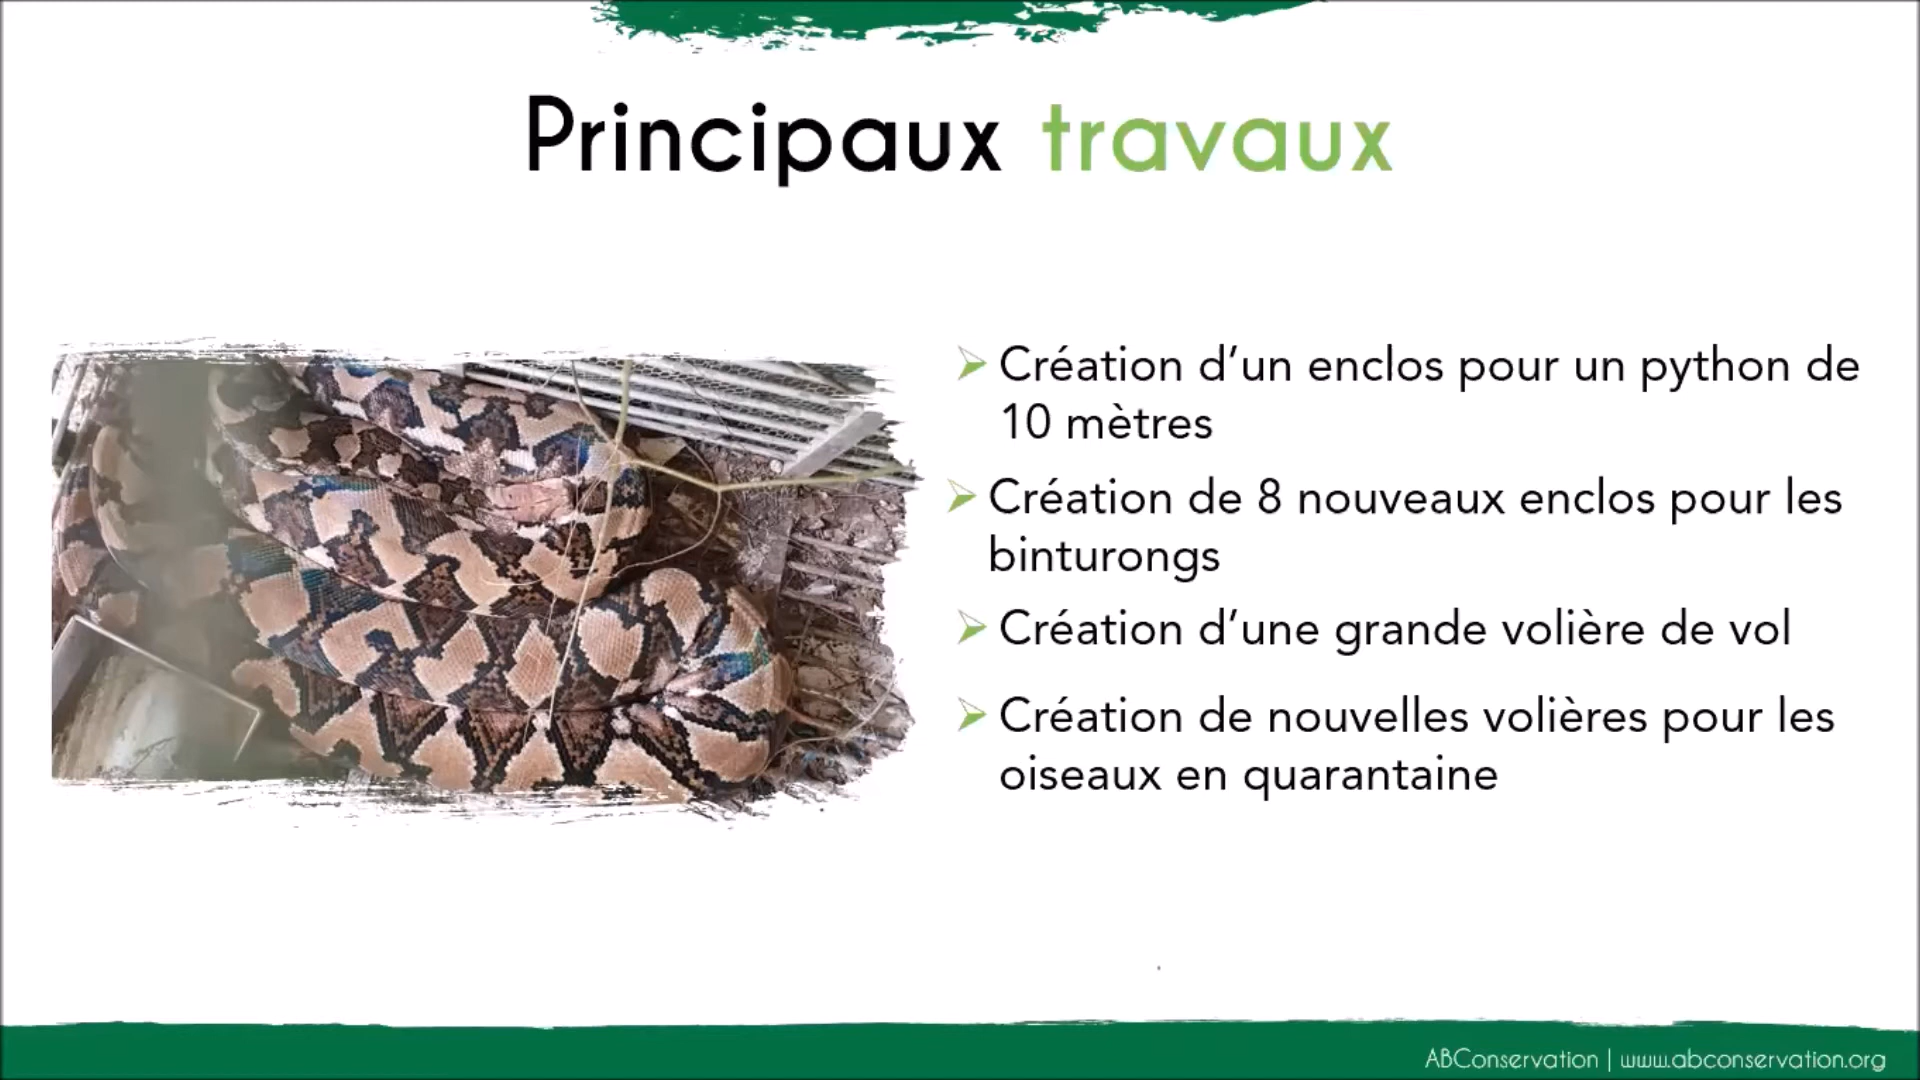 Principaux travaux
Création d’un enclos pour un python de
10 mètres
Création de 8 nouveaux enclos pour les
binturongs
Création d’une grande volière de vol
Création de nouvelles volières pour les
oiseaux en quarantaine
ABConservation | www.abconservation.org